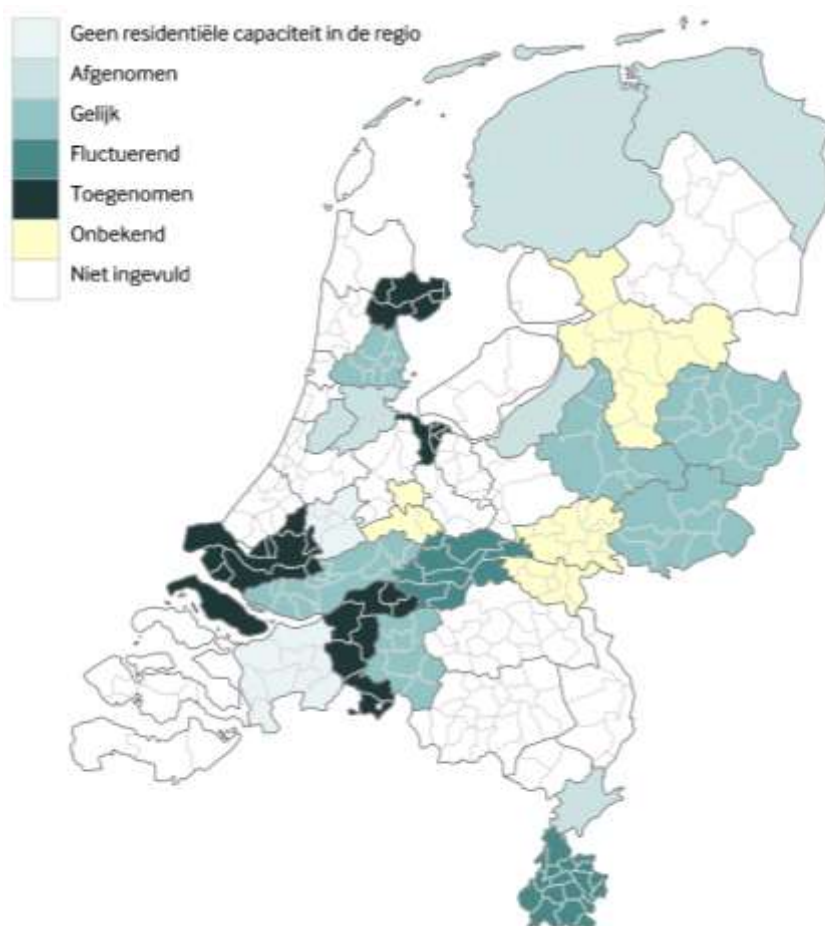 Geen residentiële capaciteit in de regio
Afgenomen
Gelijk
Fluctuerend
Toegenomen
Onbekend
Niet ingevuld